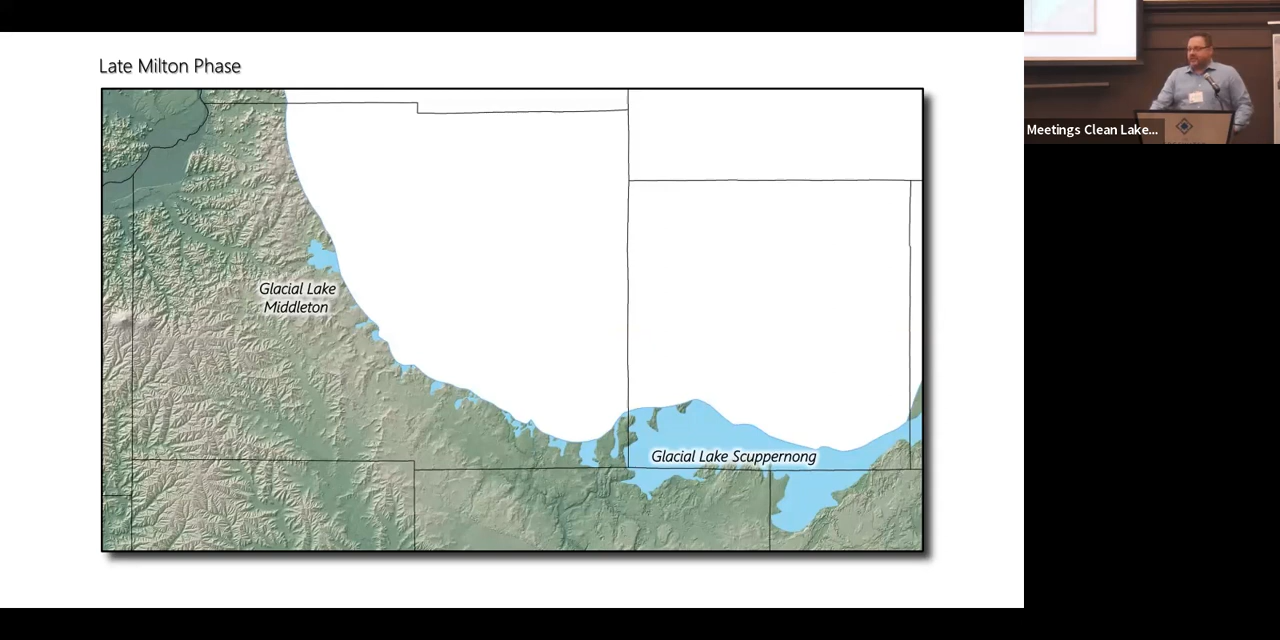 Late Milton Phase
Meetings Clean Lake...
Glacial Lake
Middleton
Glacial Lake Scuppernong